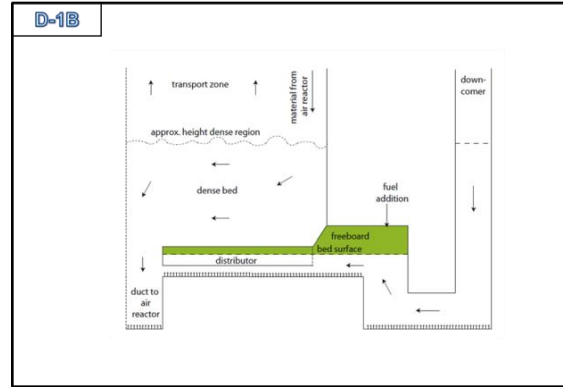 D-1B
transport zone
material from
air reactor
down-
comer
approx. height dense region
dense bed
fuel
addition
freeboard
bed surface
distributor
duct to
air
reactor